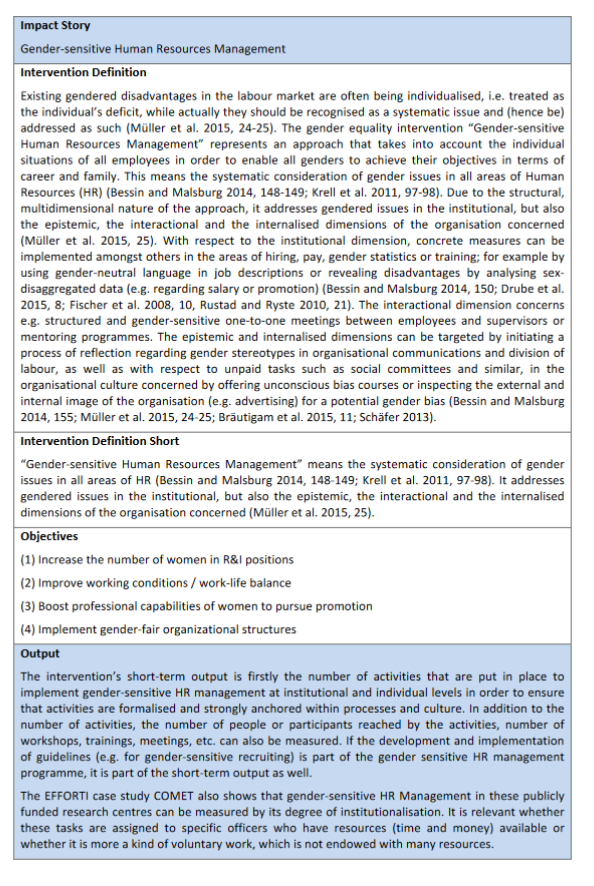 Impact Story
Gender-sensitive Human Resources Management
Intervention Definition
Existing gendered disadvantages in the labour market are often being individualised, i.e. treated as
the individual's deficit, while actually they should be recognised as a systematic issue and (hence be)
addressed as such (Müller et al. 2015, 24-25). The gender equality intervention “Gender-sensitive
Human Resources Management” represents an approach that takes into account the individual
situations of all employees in order to enable all genders to achieve their objectives in terms of
career and family. This means the systematic consideration of gender issues in all areas of Human
Resources (HR) (Bessin and Malsburg 2014, 148-149; Krell et al. 2011, 97-98). Due to the structural,
multidimensional nature of the approach, it addresses gendered issues in the institutional, but also
the epistemic, the interactional and the internalised dimensions of the organisation concerned
(Müller et al. 2015, 25). With respect to the institutional dimension, concrete measures can be
implemented amongst others in the areas of hiring, pay, gender statistics or training; for example by
using gender-neutral language in job descriptions or revealing disadvantages by analysing sex-
disaggregated data (e.g. regarding salary or promotion) (Bessin and Malsburg 2014, 150; Drube et al.
2015, 8; Fischer et al. 2008, 10, Rustad and Ryste 2010, 21). The interactional dimension concerns
e.g. structured and gender-sensitive one-to-one meetings between employees and supervisors or
mentoring programmes. The epistemic and internalised dimensions can be targeted by initiating a
process of reflection regarding gender stereotypes in organisational communications and division of
labour, as well as with respect to unpaid tasks such as social committees and similar, in the
organisational culture concerned by offering unconscious bias courses or inspecting the external and
internal image of the organisation (e.g. advertising) for a potential gender bias (Bessin and Malsburg
2014, 155; Müller et al. 2015, 24-25; Bräutigam et al. 2015, 11; Schäfer 2013).
Intervention Definition Short
“Gender-sensitive Human Resources Management” means the systematic consideration of gender
issues in all areas of HR (Bessin and Malsburg 2014, 148-149; Krell et al. 2011, 97-98). It addresses
gendered issues in the institutional, but also the epistemic, the interactional and the internalised
dimensions of the organisation concerned (Müller et al. 2015, 25).
Objectives
(1) Increase the number of women in R&I positions
(2) Improve working conditions / work-life balance
(3) Boost professional capabilities of women to pursue promotion
(4) Implement gender-fair organizational structures
Output
The intervention's short-term output is firstly the number of activities that are put in place to
implement gender-sensitive HR management at institutional and individual levels in order to ensure
that activities are formalised and strongly anchored within processes and culture. In addition to the
number of activities, the number of people or participants reached by the activities, number of
workshops, trainings, meetings, etc. can also be measured. If the development and implementation
of guidelines (e.g. for gender-sensitive recruiting) is part of the gender sensitive HR management
programme, it is part of the short-term output as well.
The EFFORTI case study COMET also shows that gender-sensitive HR Management in these publicly
funded research centres can be measured by its degree of institutionalisation. It is relevant whether
these tasks are assigned to specific officers who have resources (time and money) available or
whether it is more a kind of voluntary work, which is not endowed with many resources.